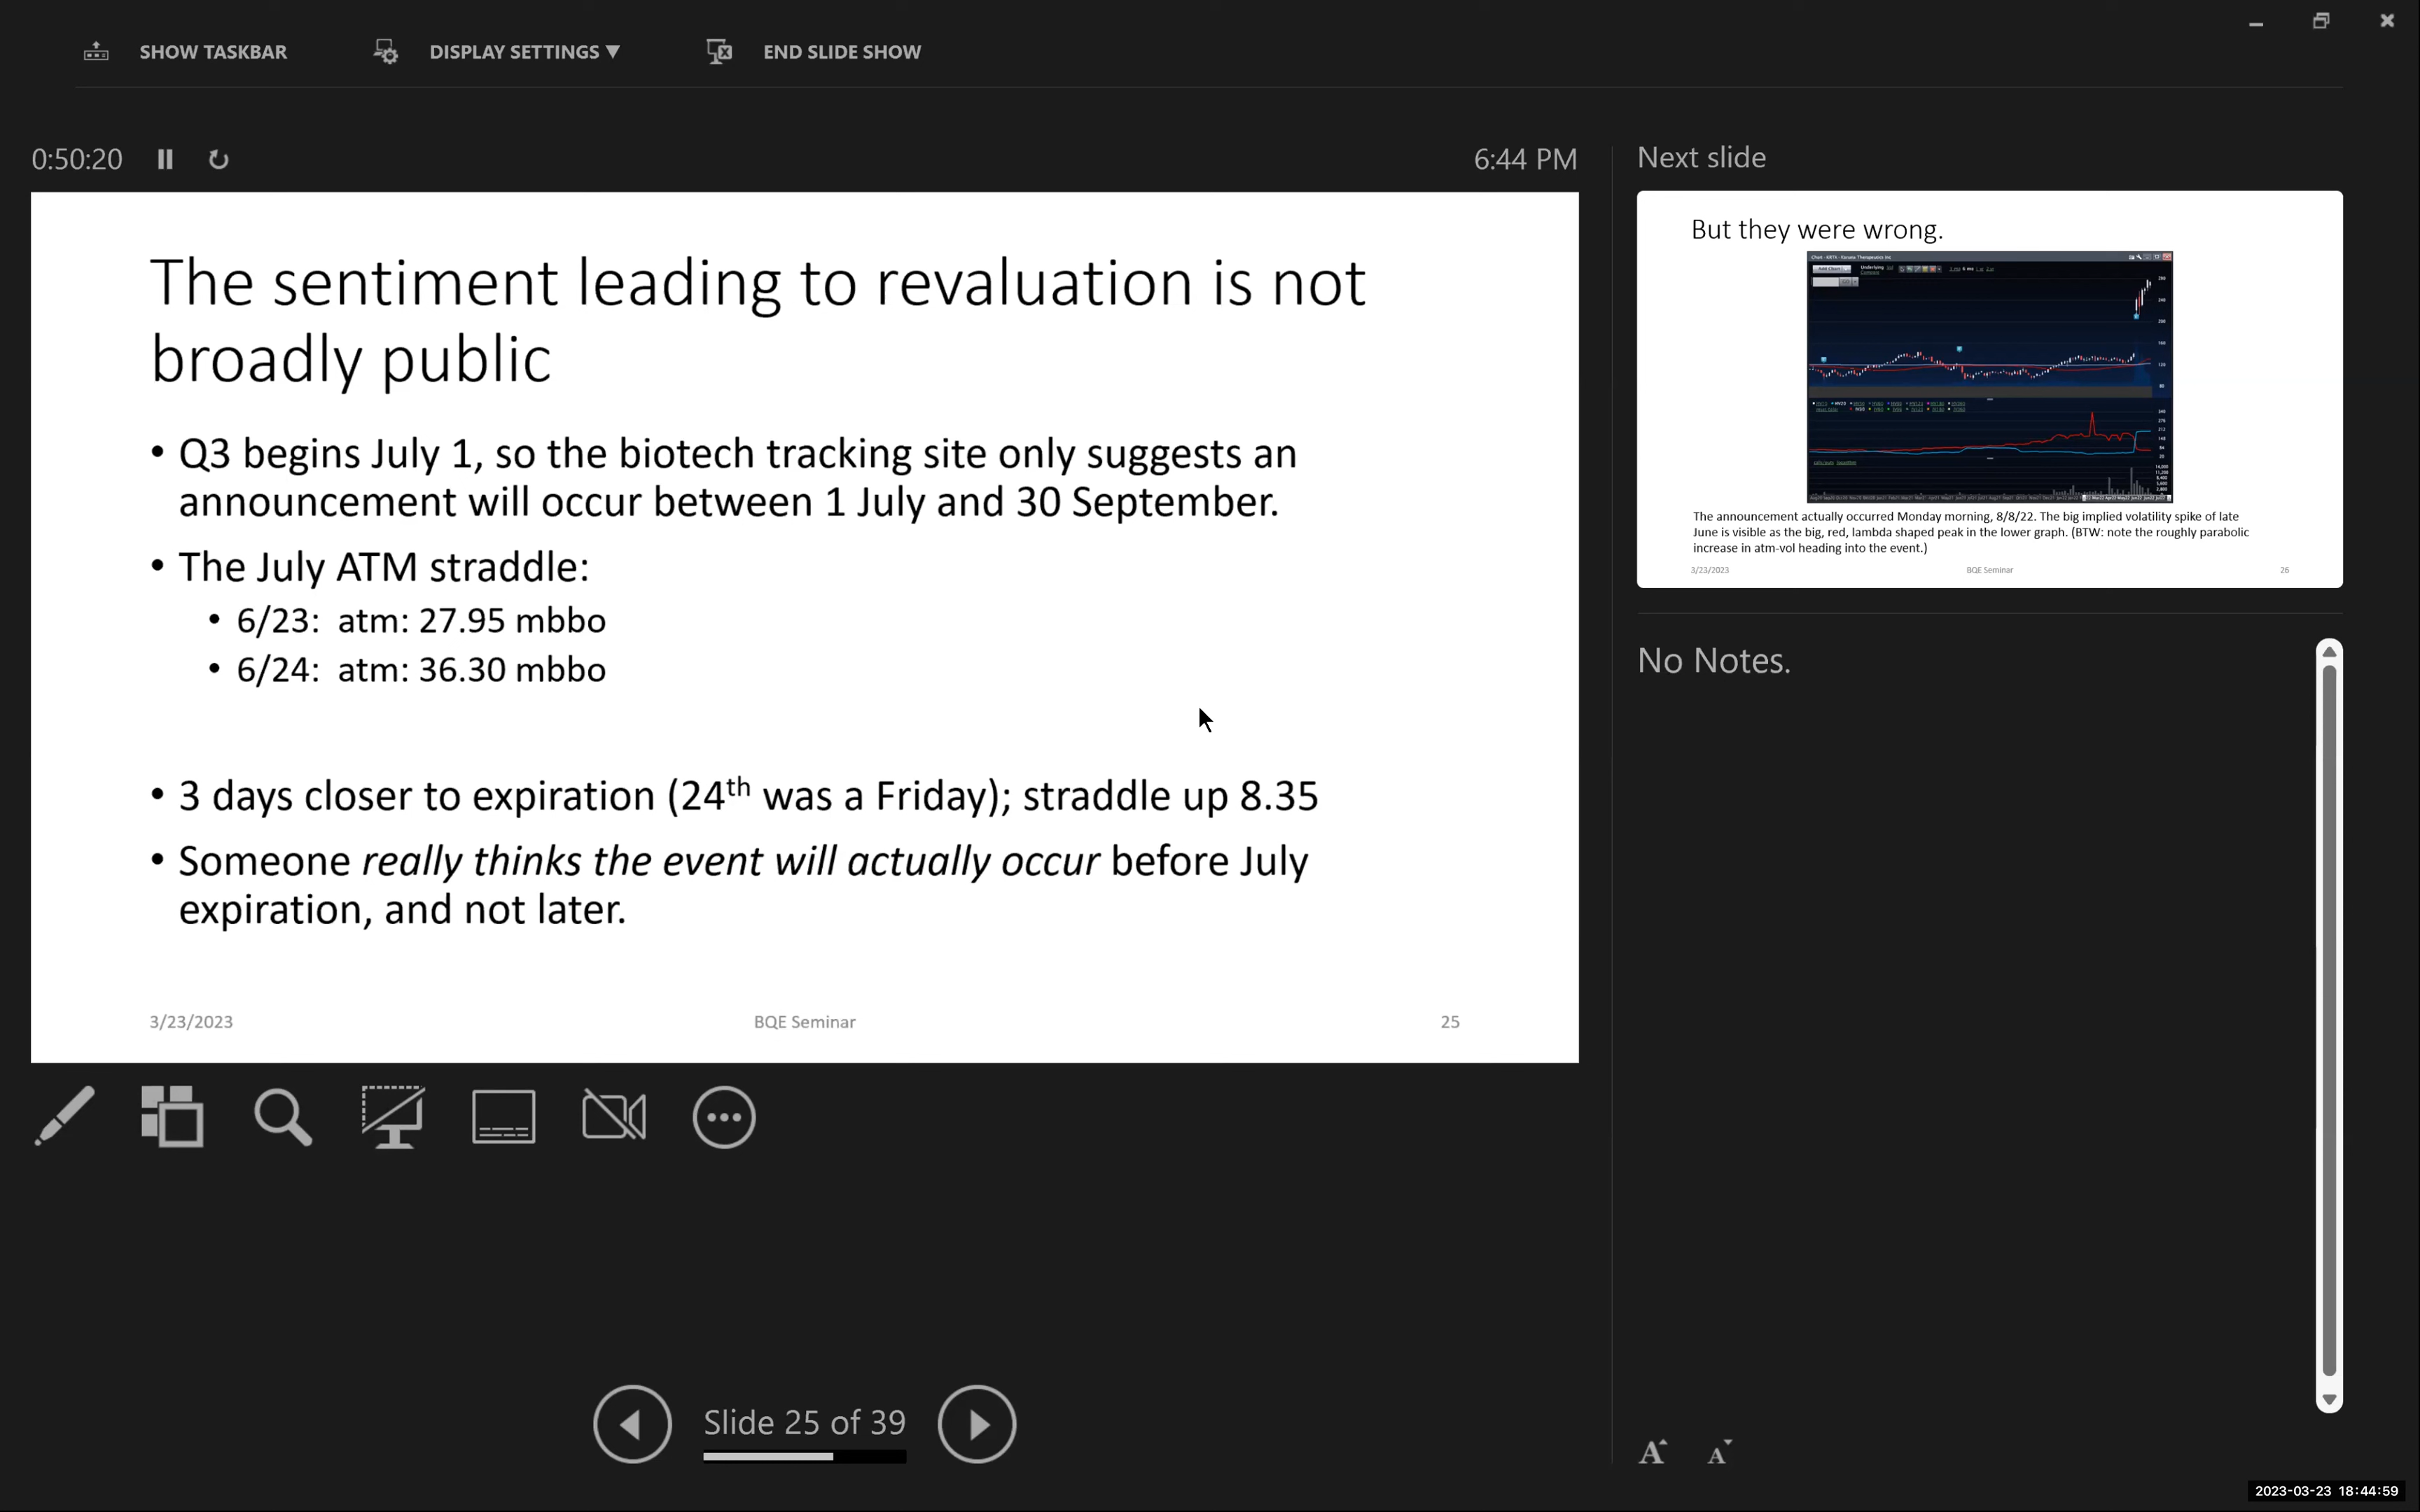 SHOW TASKBAR
DISPLAY SETTINGS ▼
END SLIDE SHOW
0:50:20
6:44 PM
The sentiment leading to revaluation is not
broadly public
• Q3 begins July 1, so the biotech tracking site only suggests an
announcement will occur between 1 July and 30 September.
• The July ATM straddle:
• 6/23: atm: 27.95 mbbo
• 6/24: atm: 36.30 mbbo
• 3 days closer to expiration (24th was a Friday); straddle up 8.35
• Someone really thinks the event will actually occur before July
expiration, and not later.
3/23/2023
BQE Seminar
25
Slide 25 of 39
Next slide
But they were wrong.
The announcement actually occurred Monday morning, 8/8/22. The big implied volatility spike of late
June is visible as the big, red, lambda shaped peak in the lower graph. (BTW: note the roughly parabolic
increase in atm-vol heading into the event.)
3/23/2023
BQE Seminar
26
No Notes.
A A
2023-03-23 18:44:59